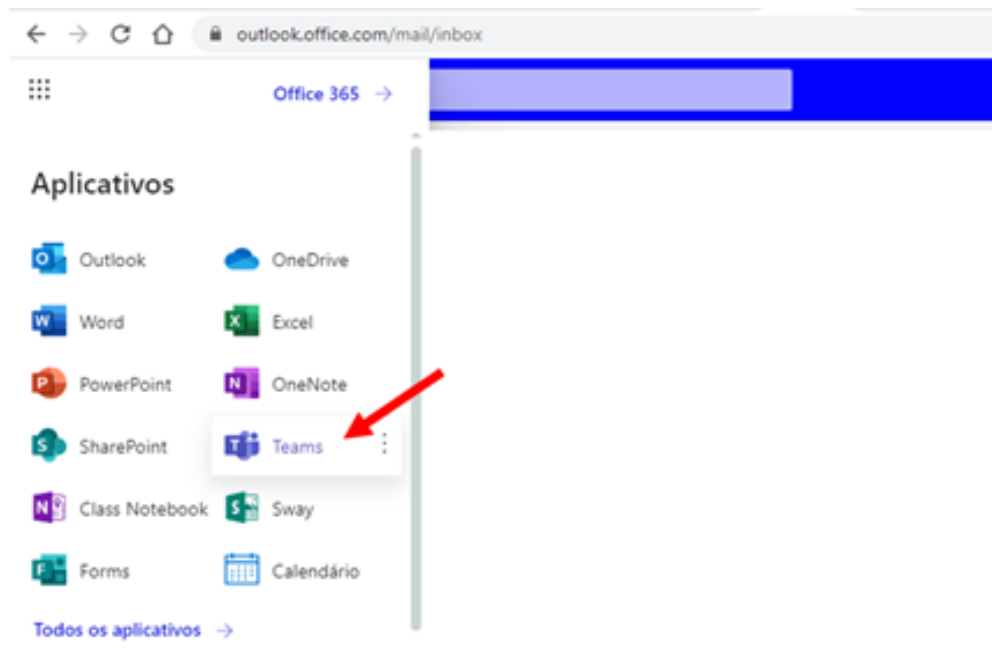 outlook.office.com/mail/inbox
Office 365 →
Aplicativos
Outlook OneDrive
Word Excel
PowerPoint OneNote
SharePoint Teams
Class Notebook Sway
Forms Calendário
Todos os aplicativos →